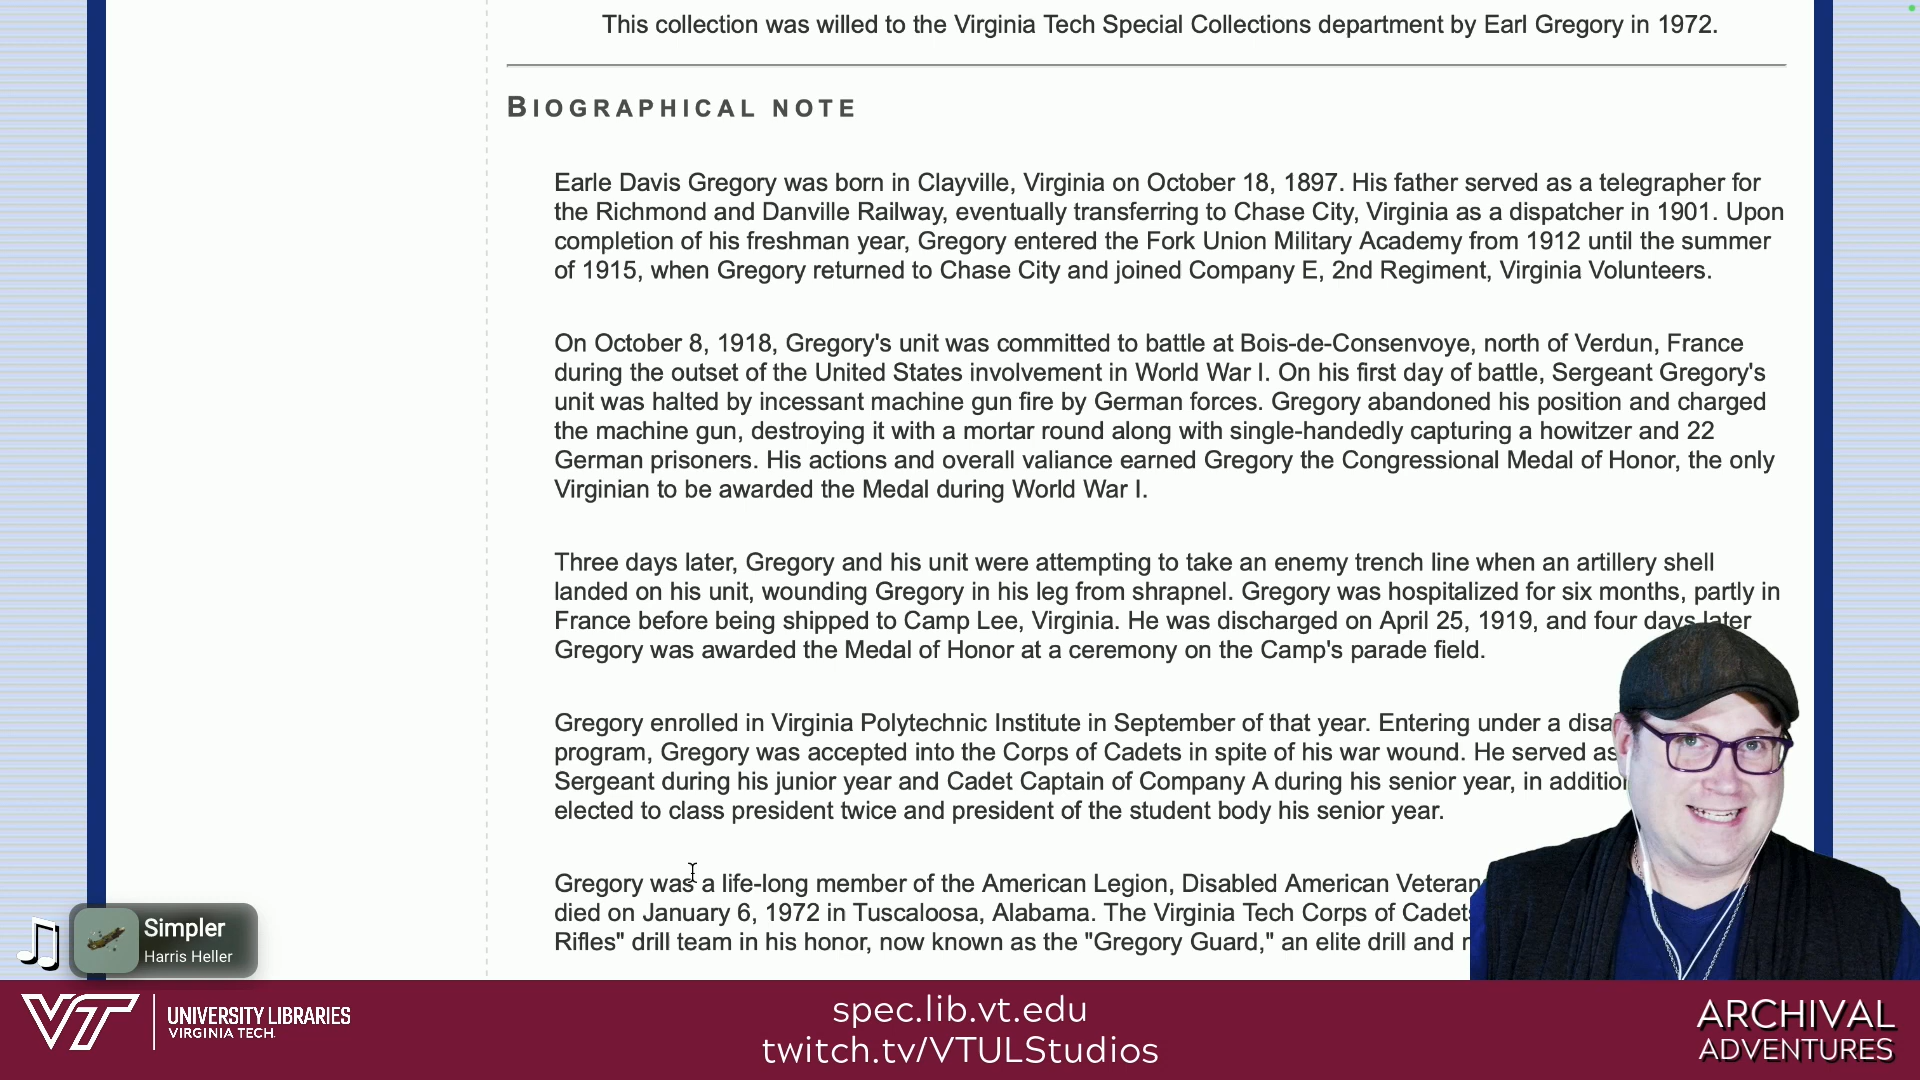 This collection was willed to the Virginia Tech Special Collections department by Earl Gregory in 1972.
BIOGRAPHICAL NOTE
Earle Davis Gregory was born in Clayville, Virginia on October 18, 1897. His father served as a telegrapher for
the Richmond and Danville Railway, eventually transferring to Chase City, Virginia as a dispatcher in 1901. Upon
completion of his freshman year, Gregory entered the Fork Union Military Academy from 1912 until the summer
of 1915, when Gregory returned to Chase City and joined Company E, 2nd Regiment, Virginia Volunteers.
On October 8, 1918, Gregory's unit was committed to battle at Bois-de-Consenvoye, north of Verdun, France
during the outset of the United States involvement in World War I. On his first day of battle, Sergeant Gregory's
unit was halted by incessant machine gun fire by German forces. Gregory abandoned his position and charged
the machine gun, destroying it with a mortar round along with single-handedly capturing a howitzer and 22
German prisoners. His actions and overall valiance earned Gregory the Congressional Medal of Honor, the only
Virginian to be awarded the Medal during World War I.
Three days later, Gregory and his unit were attempting to take an enemy trench line when an artillery shell
landed on his unit, wounding Gregory in his leg from shrapnel. Gregory was hospitalized for six months, partly in
France before being shipped to Camp Lee, Virginia. He was discharged on April 25, 1919, and four days later
Gregory was awarded the Medal of Honor at a ceremony on the Camp's parade field.
Gregory enrolled in Virginia Polytechnic Institute in September of that year. Entering under a
program, Gregory was accepted into the Corps of Cadets in spite of his war wound. He served as
Sergeant during his junior year and Cadet Captain of Company A during his senior year, in
elected to class president twice and president of the student body his senior year.
Gregory was a life-long member of the American Legion, Disabled American
died on January 6, 1972 in Tuscaloosa, Alabama. The Virginia Tech Corps of
Rifles" drill team in his honor, now known as the "Gregory Guard," an elite drill and
Simpler
Harris Heller
VT
UNIVERSITY LIBRARIES
VIRGINIA TECH
spec.lib.vt.edu
twitch.tv/VTULStudios
ARCHIVAL
ADVENTURES